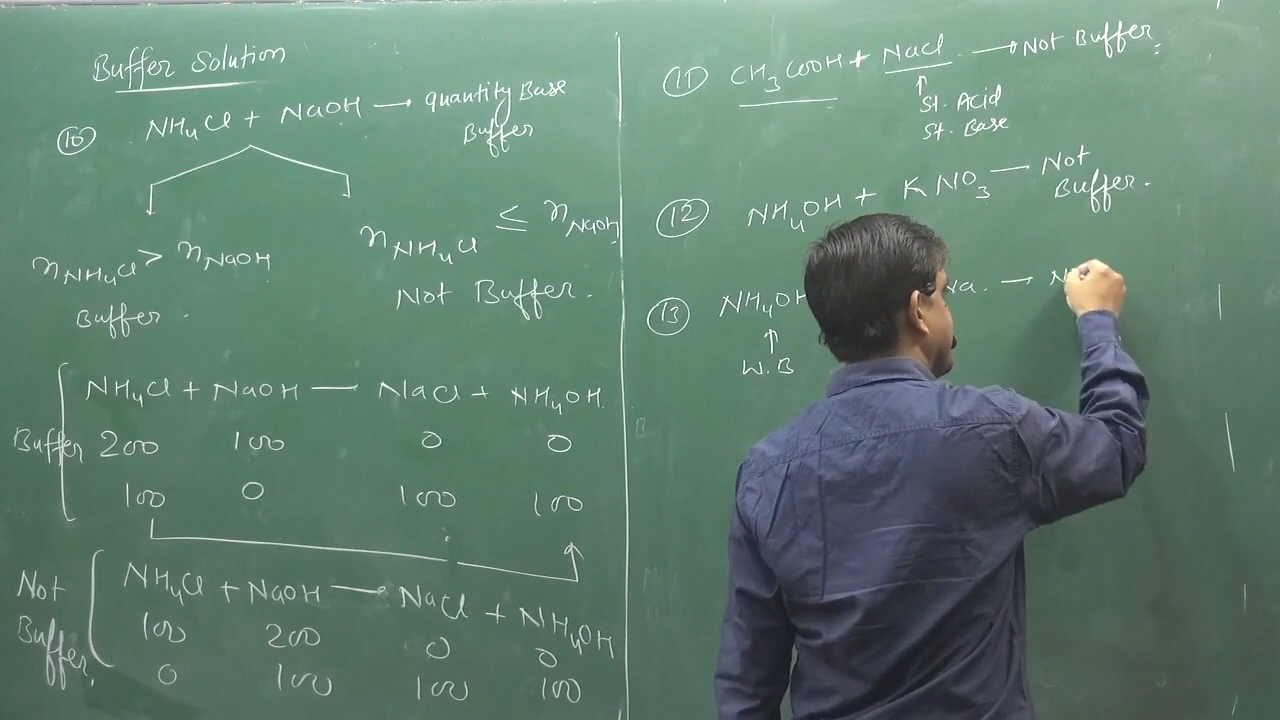 Buffer Solution
10 NH4Cl + NaOH → quantity Base
Buffer
nNH4Cl > nNaOH
Buffer.
nNH4Cl ≤ nNaOH
Not Buffer.
NH4Cl + NaOH — NaCl + NH4OH
Buffer 200 100 0 0
100 0 100 100
Not
Buffer,
NH4Cl + NaOH → NaCl + NH4OH
100 200 0 0
0 100 100 100
11 CH3COOH + NaCl → Not Buffer.
↑
St. Acid
St. Base
12 NH4OH + KNO3 — Not
Buffer.
13 NH4OH Na. →
↑
W.B